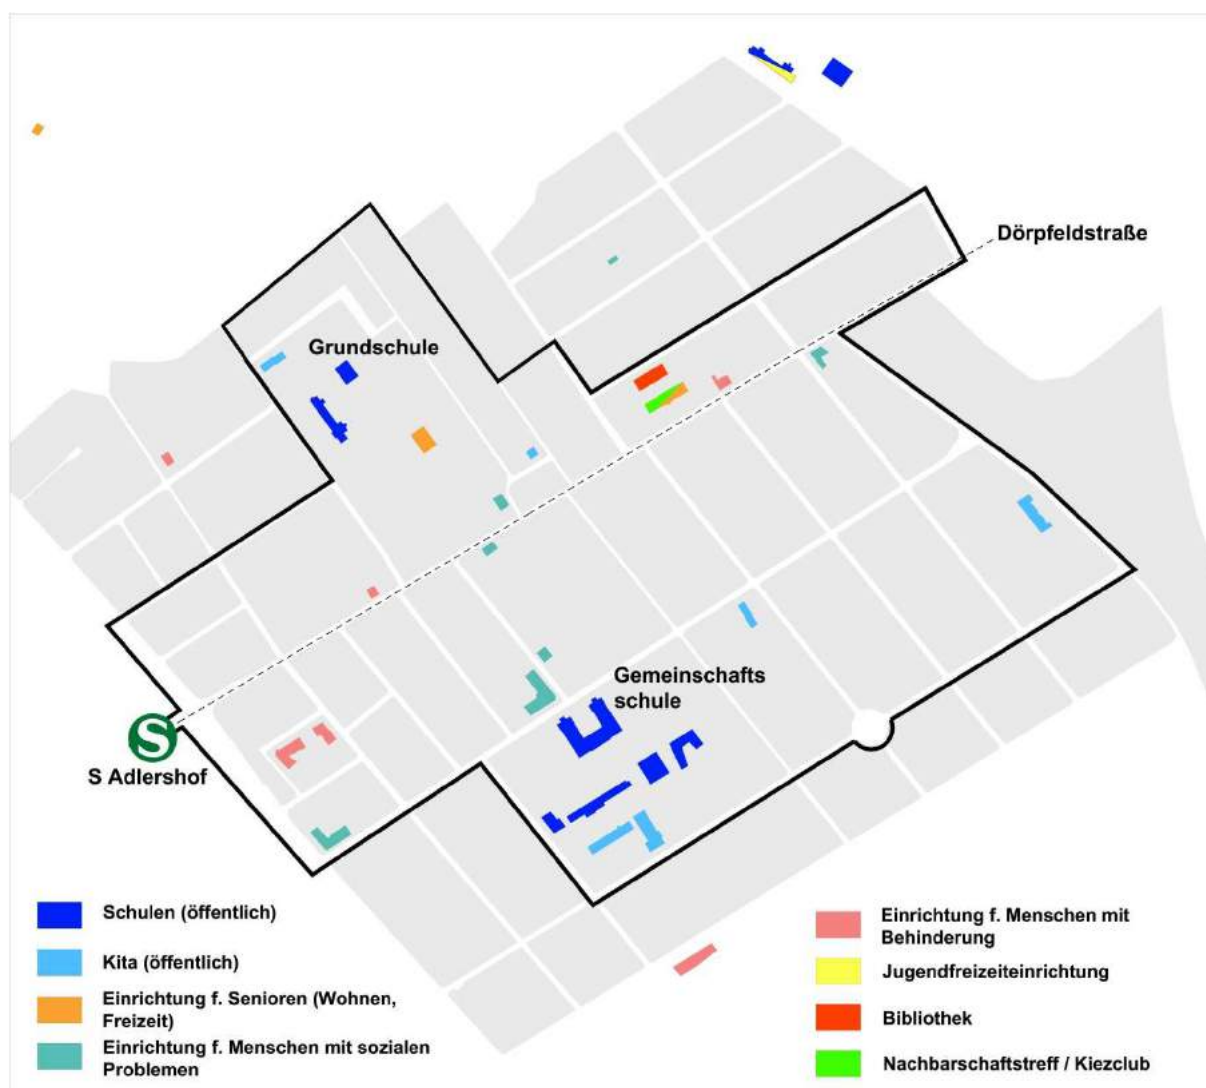 Dörpfeldstraße
Grundschule
Gemeinschafts
schule
S
S Adlershof
Schulen (öffentlich)
Kita (öffentlich)
Einrichtung f. Senioren (Wohnen,
Freizeit)
Einrichtung f. Menschen mit sozialen
Problemen
Einrichtung f. Menschen mit
Behinderung
Jugendfreizeiteinrichtung
Bibliothek
Nachbarschaftstreff / Kiezclub